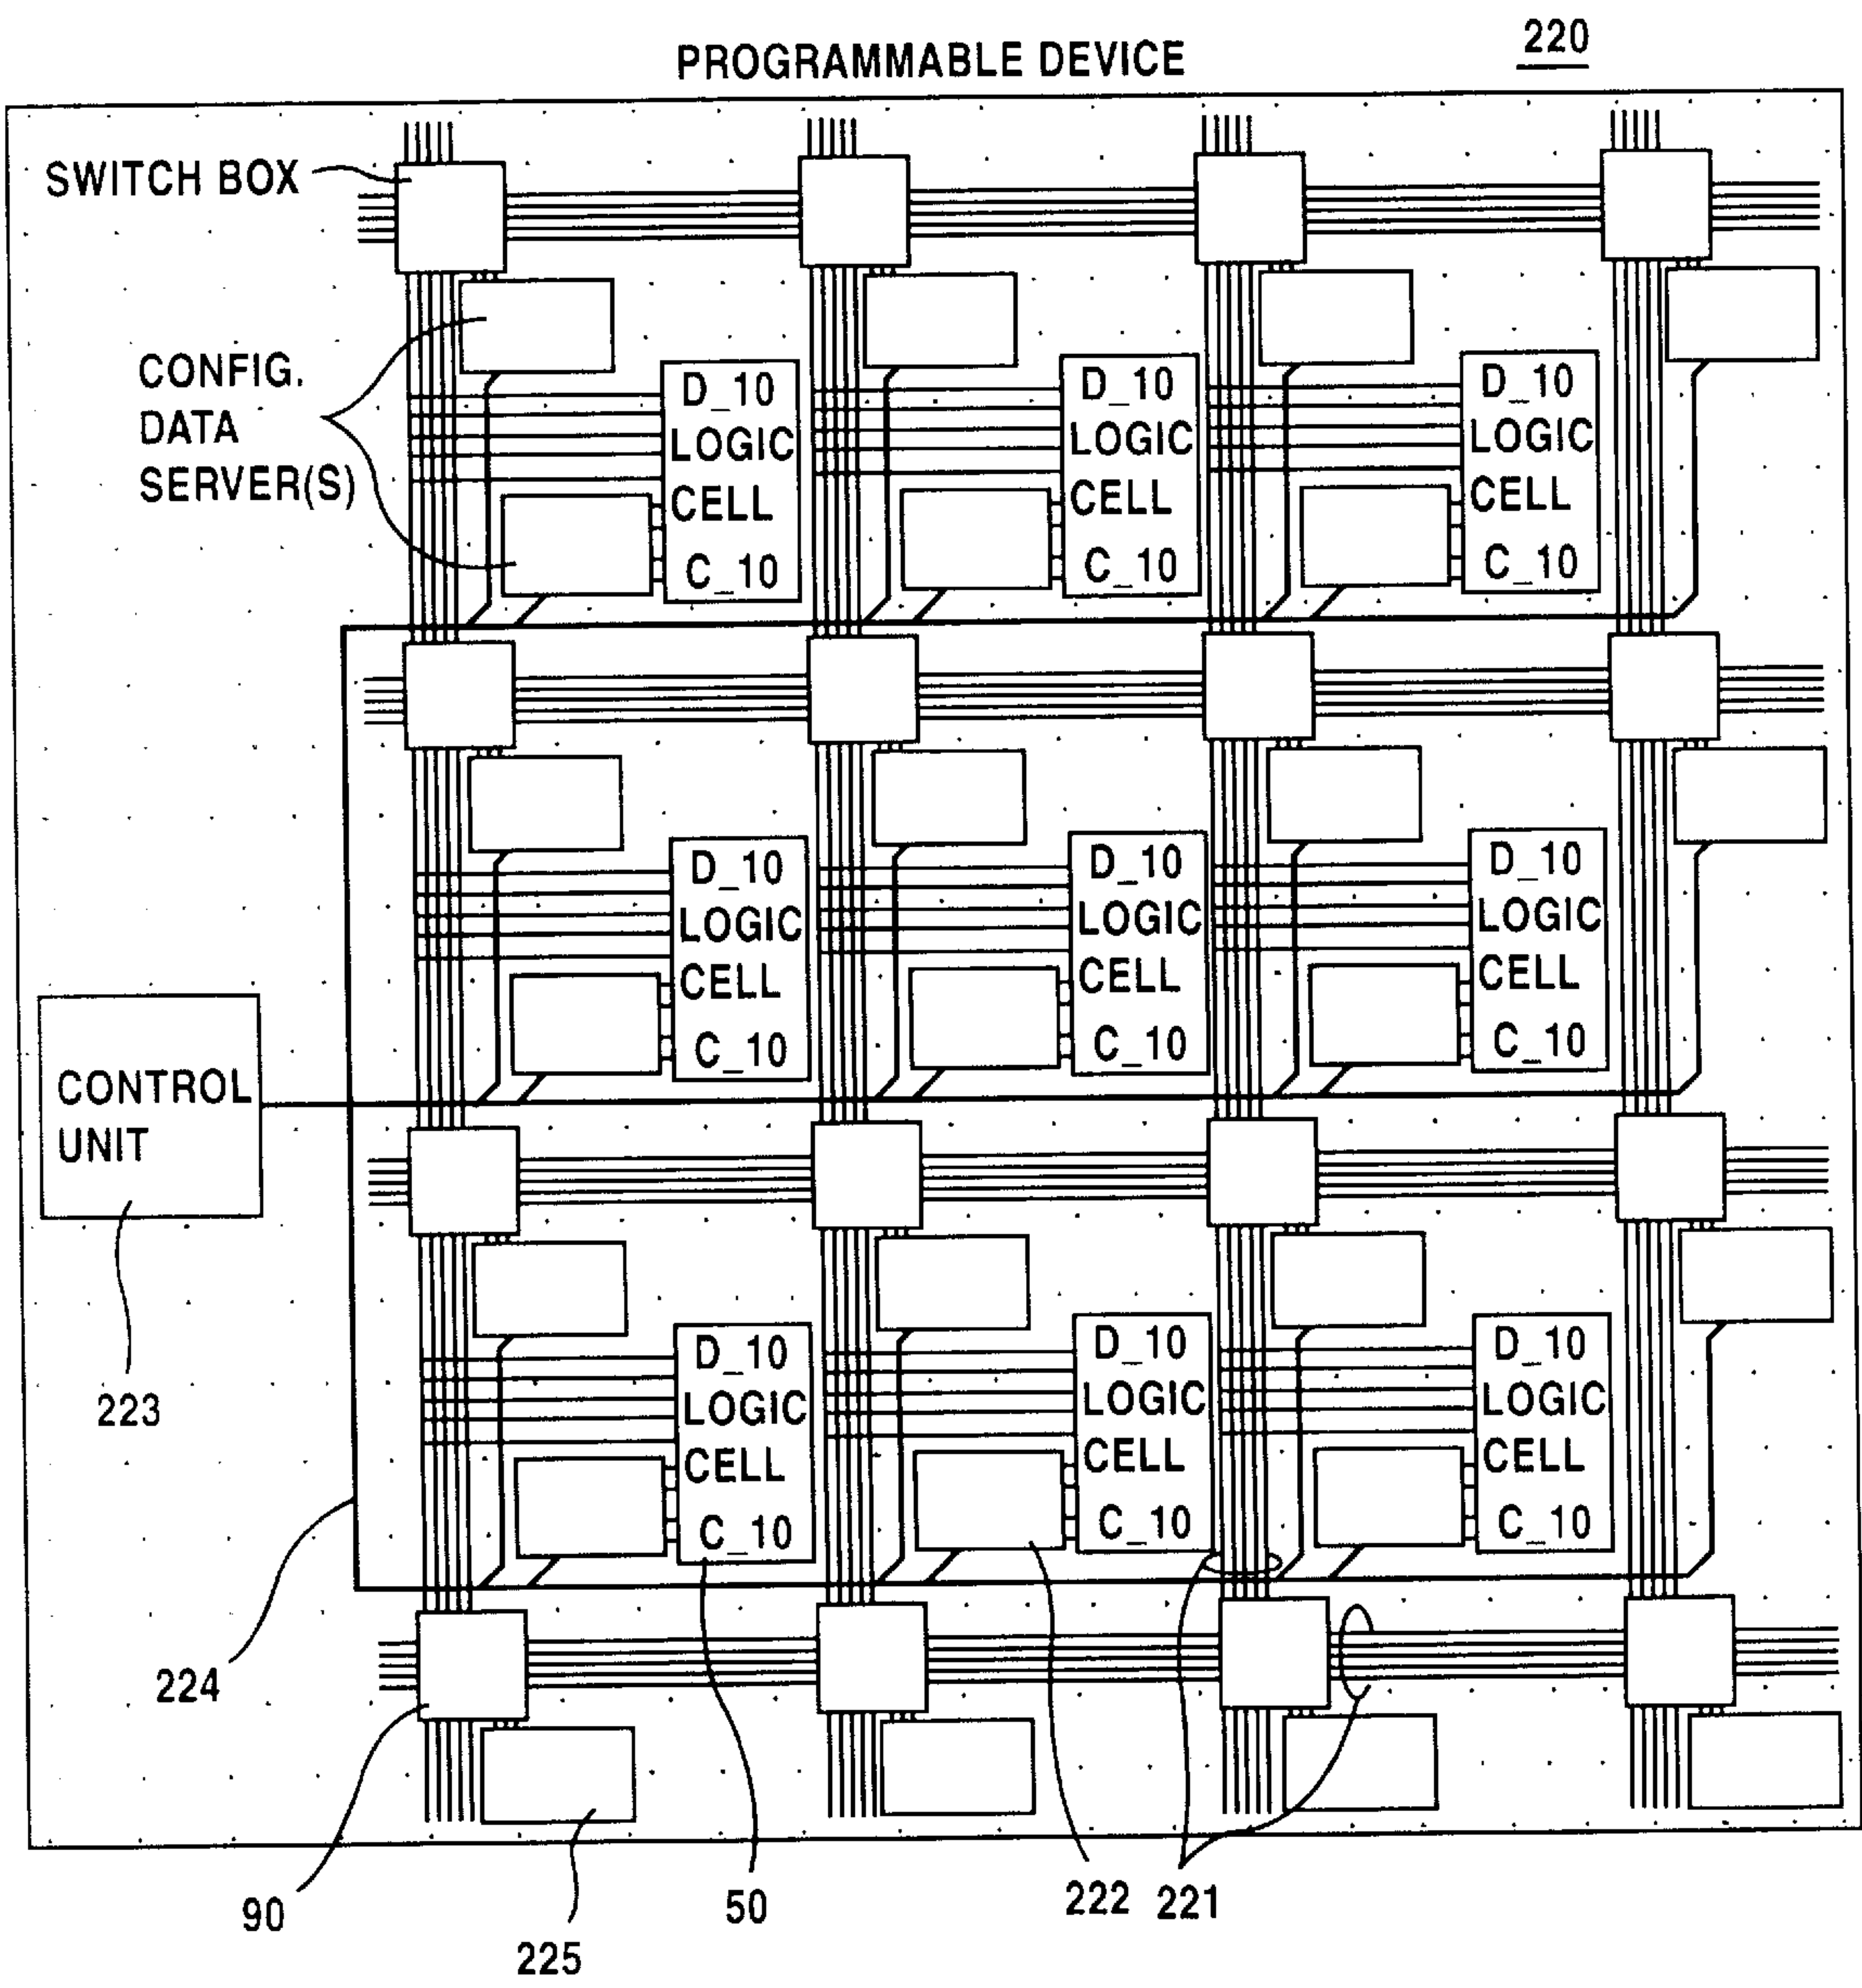 220
PROGRAMMABLE DEVICE
SWITCH BOX
CONFIG.
DATA
SERVER(S)
D_10
LOGIC
CELL
C_10
D_10
LOGIC
CELL
C_10
D_10
LOGIC
CELL
C_10
D_10
LOGIC
CELL
C_10
D_10
LOGIC
CELL
C_10
D_10
LOGIC
CELL
C_10
CONTROL
UNIT
223
D_10
LOGIC
CELL
C_10
D_10
LOGIC
CELL
C_10
D_10
LOGIC
CELL
C_10
224
90
225
50
222
221